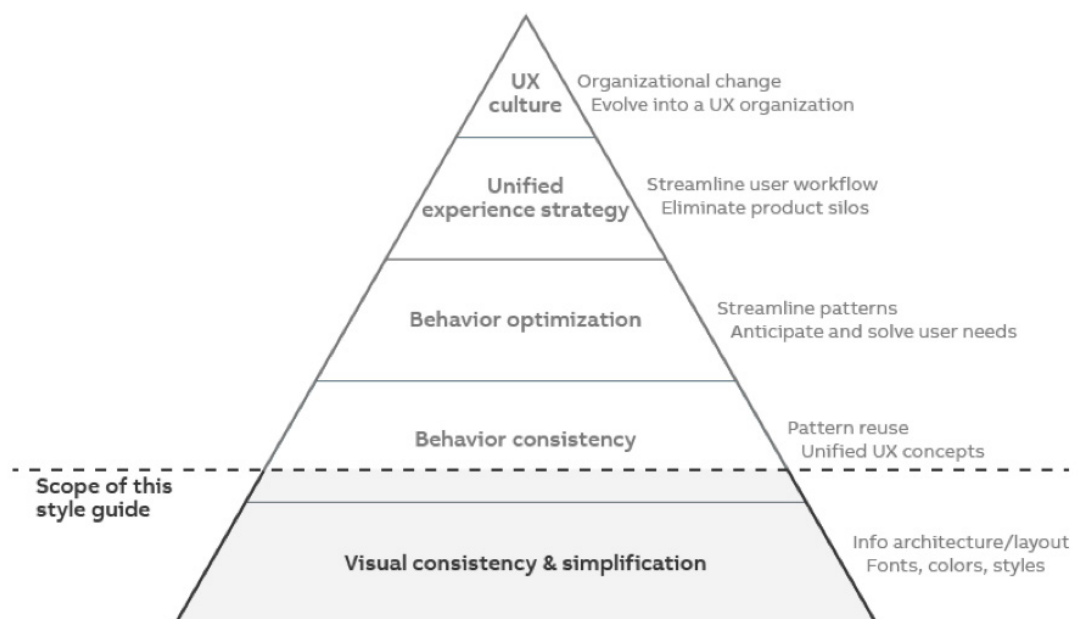 UX
culture
Organizational change
Evolve into a UX organization
Unified
experience strategy
Streamline user workflow
Eliminate product silos
Behavior optimization
Streamline patterns
Anticipate and solve user needs
Behavior consistency
Pattern reuse
Unified UX concepts
Scope of this
style guide
Visual consistency & simplification
Info architecture/layout
Fonts, colors, styles